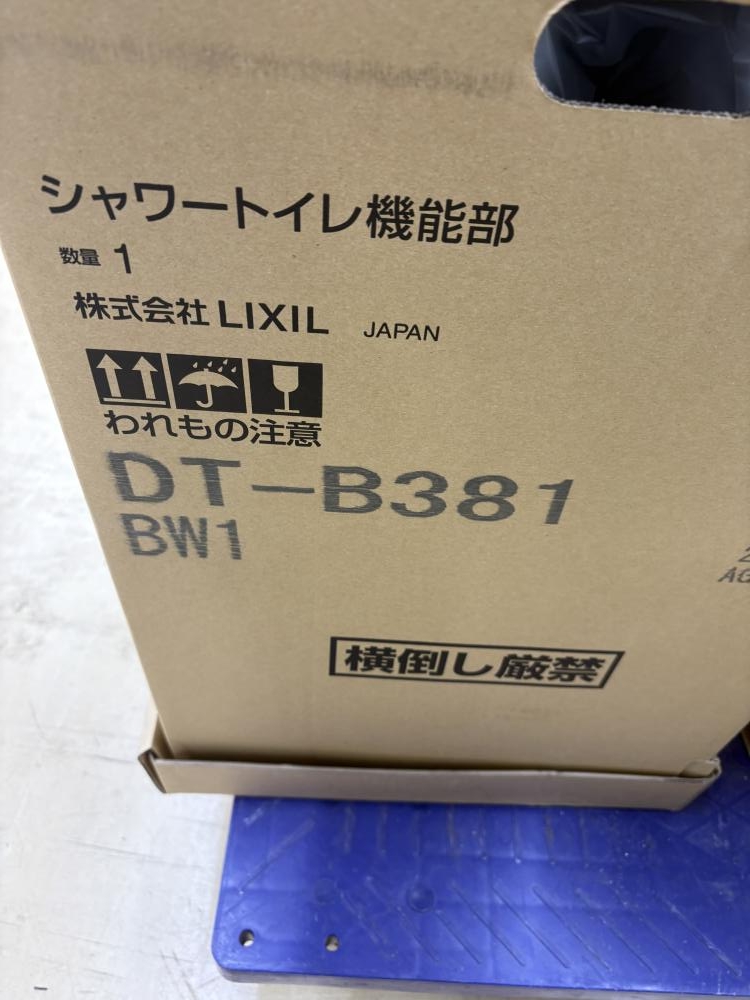 シャワートイレ機能部
数量 1
株式会社 LIXIL JAPAN
われもの注意
DT-B381
BW1
AG
横倒し厳禁